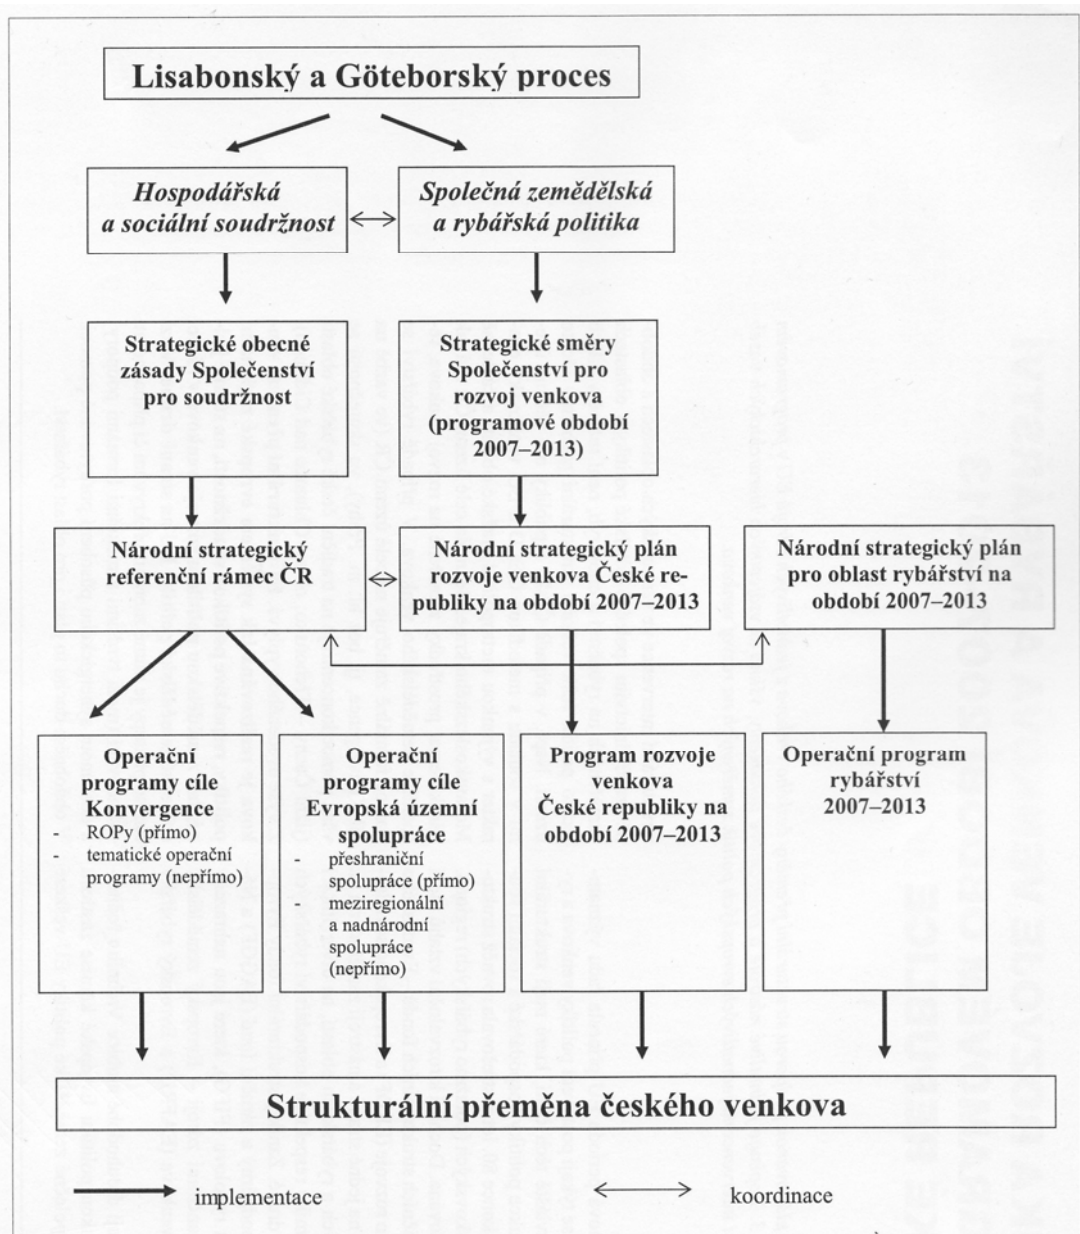 Lisabonský a Göteborský proces
Hospodářská
a sociální soudržnost
Společná zemědělská
a rybářská politika
Strategické obecné
zásady Společenství
pro soudržnost
Strategické směry
Společenství pro
rozvoj venkova
(programové období
2007–2013)
Národní strategický
referenční rámec ČR
Národní strategický plán
rozvoje venkova České re-
publiky na období 2007–2013
Národní strategický plán
pro oblast rybářství na
období 2007–2013
Operační
programy cíle
Konvergence
- ROPy (přímo)
- tematické operační
programy (nepřímo)
Operační
programy cíle
Evropská územní
spolupráce
- přeshraniční
spolupráce (přímo)
- meziregionální
a nadnárodní
spolupráce
(nepřímo)
Program rozvoje
venkova
České republiky na
období 2007–2013
Operační program
rybářství
2007–2013
Strukturální přeměna českého venkova
implementace
koordinace